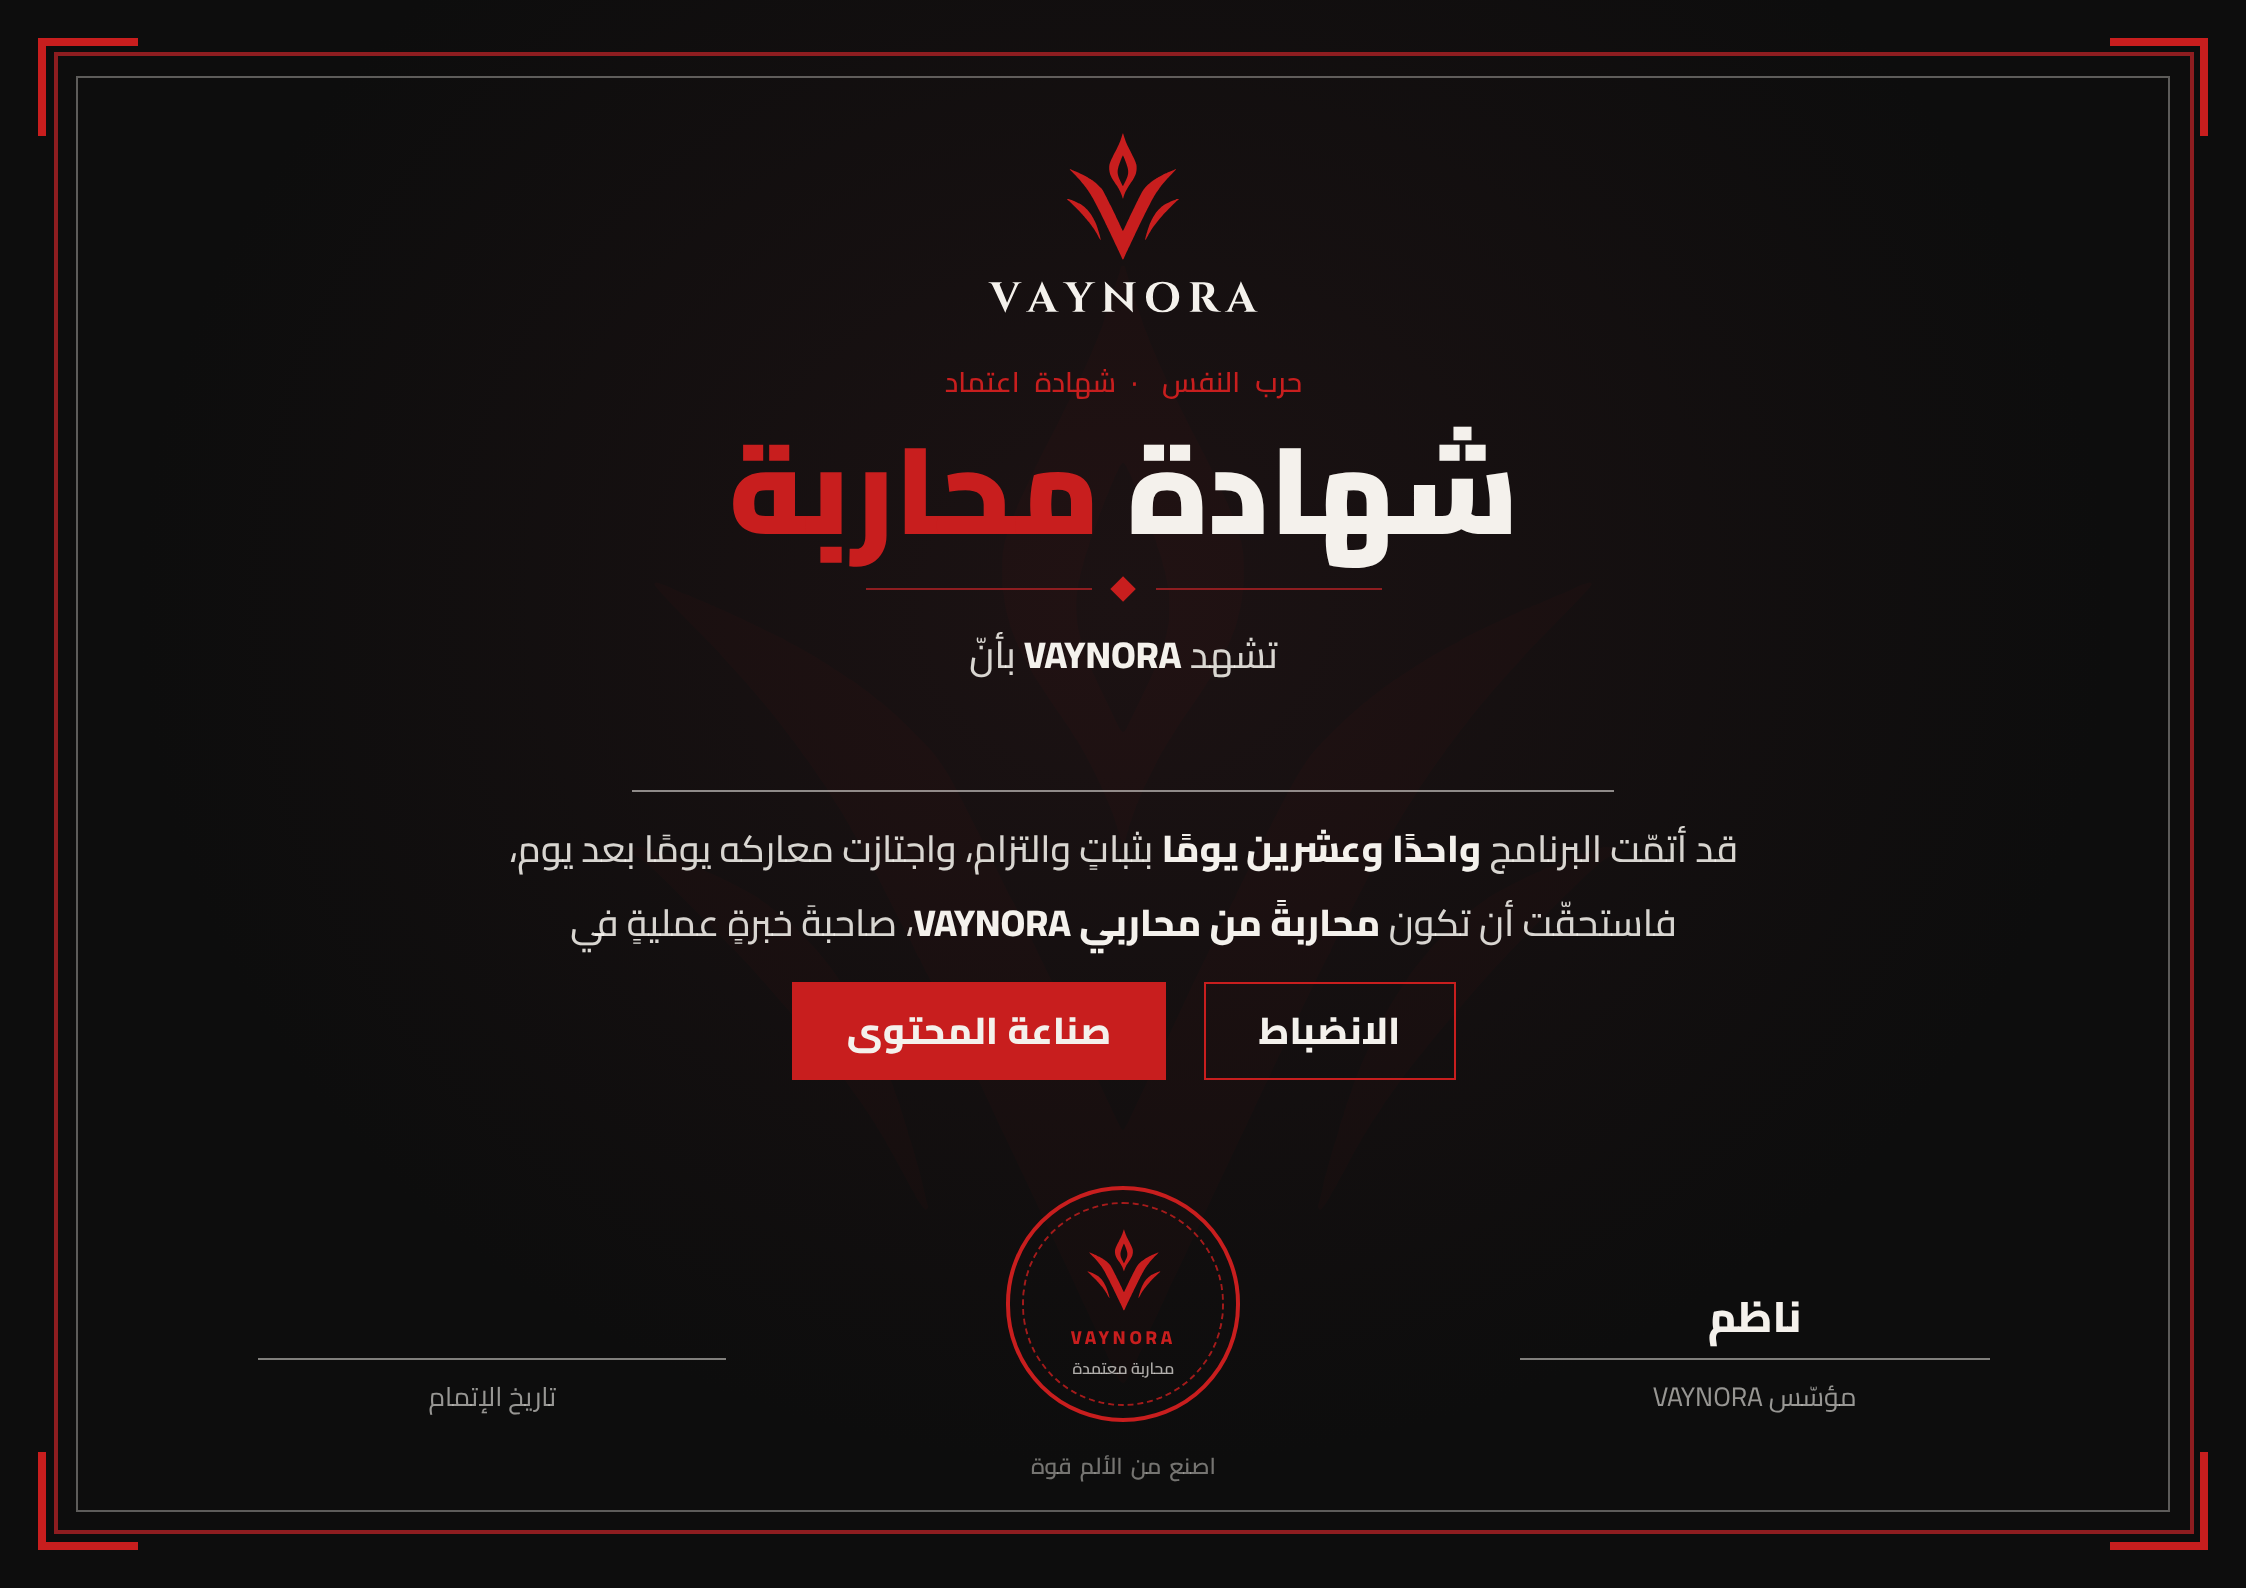 VAYNORA
حرب النفس · شهادة اعتماد
شهادة محاربة
تشهد VAYNORA بأنّ
قد أتمّت البرنامج واحدًا وعشرين يومًا بثباتٍ والتزام، واجتازت معاركه يومًا بعد يوم،
فاستحقّت أن تكون محاربةً من محاربي VAYNORA، صاحبةَ خبرةٍ عمليةٍ في
الانضباط
صناعة المحتوى
ناظم
مؤسّس VAYNORA
VAYNORA
محاربة معتمدة
تاريخ الإتمام
اصنع من الألم قوة